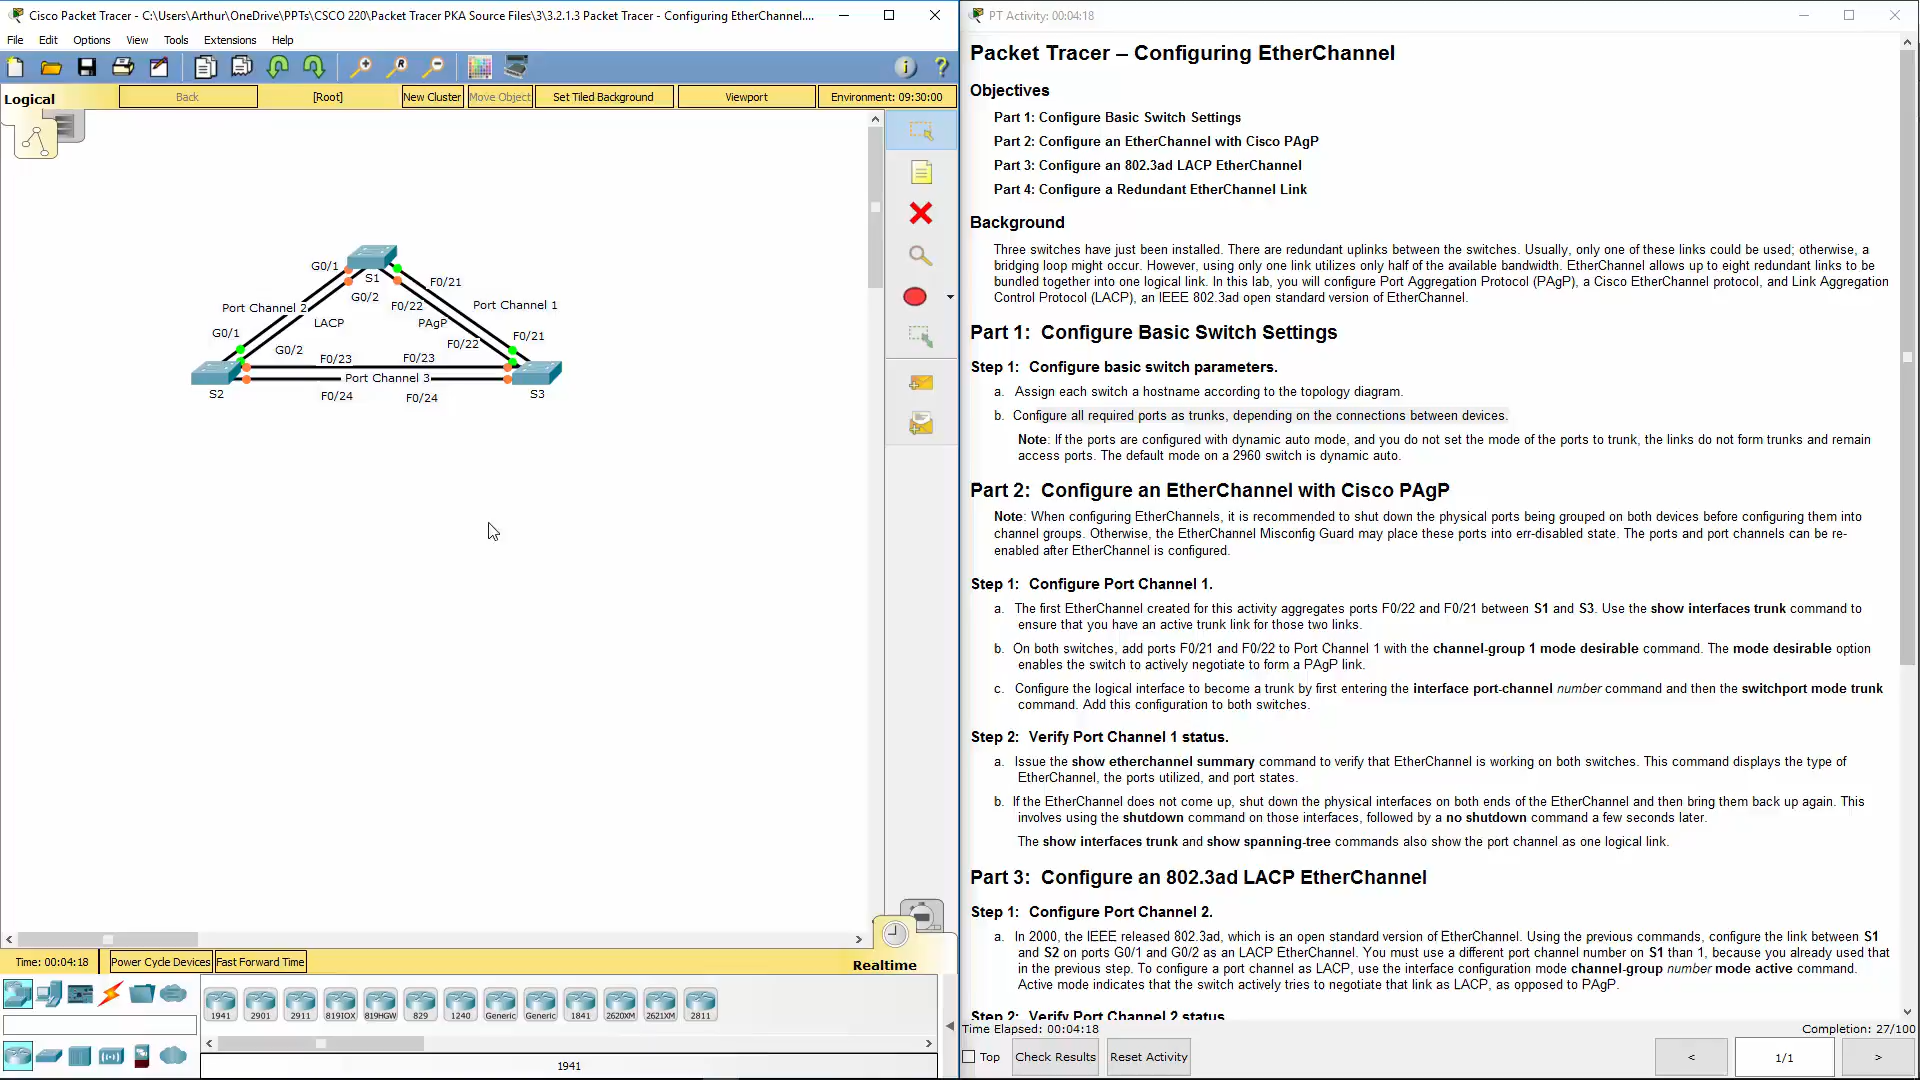 Cisco Packet Tracer - C:\Users\Arthur\OneDrive\PPTs\CSCO 220\Packet Tracer PKA Source Files\3\3.2.1.3 Packet Tracer - Configuring EtherChannel....
File Edit Options View Tools Extensions Help
Logical
Back
[Root]
New Cluster
Move Object
Set Tiled Background
Viewport
Environment: 09:30:00
G0/1
S1
F0/21
G0/2
F0/22
Port Channel 2
Port Channel 1
LACP
PAgP
G0/1
F0/21
G0/2
F0/22
F0/23
F0/23
Port Channel 3
S2
F0/24
F0/24
S3
Time: 00:04:18
Power Cycle Devices
Fast Forward Time
Realtime
1941
2901
2911
819IOX
819HGW
829
1240
Generic
Generic
1841
2620XM
2621XM
2811
1941
PT Activity: 00:04:18
Packet Tracer – Configuring EtherChannel
Objectives
Part 1: Configure Basic Switch Settings
Part 2: Configure an EtherChannel with Cisco PAgP
Part 3: Configure an 802.3ad LACP EtherChannel
Part 4: Configure a Redundant EtherChannel Link
Background
Three switches have just been installed. There are redundant uplinks between the switches. Usually, only one of these links could be used; otherwise, a
bridging loop might occur. However, using only one link utilizes only half of the available bandwidth. EtherChannel allows up to eight redundant links to be
bundled together into one logical link. In this lab, you will configure Port Aggregation Protocol (PAgP), a Cisco EtherChannel protocol, and Link Aggregation
Control Protocol (LACP), an IEEE 802.3ad open standard version of EtherChannel.
Part 1: Configure Basic Switch Settings
Step 1: Configure basic switch parameters.
a. Assign each switch a hostname according to the topology diagram.
b. Configure all required ports as trunks, depending on the connections between devices.
Note: If the ports are configured with dynamic auto mode, and you do not set the mode of the ports to trunk, the links do not form trunks and remain
access ports. The default mode on a 2960 switch is dynamic auto.
Part 2: Configure an EtherChannel with Cisco PAgP
Note: When configuring EtherChannels, it is recommended to shut down the physical ports being grouped on both devices before configuring them into
channel groups. Otherwise, the EtherChannel Misconfig Guard may place these ports into err-disabled state. The ports and port channels can be re-
enabled after EtherChannel is configured.
Step 1: Configure Port Channel 1.
a. The first EtherChannel created for this activity aggregates ports F0/22 and F0/21 between S1 and S3. Use the show interfaces trunk command to
ensure that you have an active trunk link for those two links.
b. On both switches, add ports F0/21 and F0/22 to Port Channel 1 with the channel-group 1 mode desirable command. The mode desirable option
enables the switch to actively negotiate to form a PAgP link.
c. Configure the logical interface to become a trunk by first entering the interface port-channel number command and then the switchport mode trunk
command. Add this configuration to both switches.
Step 2: Verify Port Channel 1 status.
a. Issue the show etherchannel summary command to verify that EtherChannel is working on both switches. This command displays the type of
EtherChannel, the ports utilized, and port states.
b. If the EtherChannel does not come up, shut down the physical interfaces on both ends of the EtherChannel and then bring them back up again. This
involves using the shutdown command on those interfaces, followed by a no shutdown command a few seconds later.
The show interfaces trunk and show spanning-tree commands also show the port channel as one logical link.
Part 3: Configure an 802.3ad LACP EtherChannel
Step 1: Configure Port Channel 2.
a. In 2000, the IEEE released 802.3ad, which is an open standard version of EtherChannel. Using the previous commands, configure the link between S1
and S2 on ports G0/1 and G0/2 as an LACP EtherChannel. You must use a different port channel number on S1 than 1, because you already used that
in the previous step. To configure a port channel as LACP, use the interface configuration mode channel-group number mode active command.
Active mode indicates that the switch actively tries to negotiate that link as LACP, as opposed to PAgP.
Step 2: Verify Port Channel 2 status.
Time Elapsed: 00:04:18
Completion: 27/100
Top
Check Results
Reset Activity
<
1/1
>